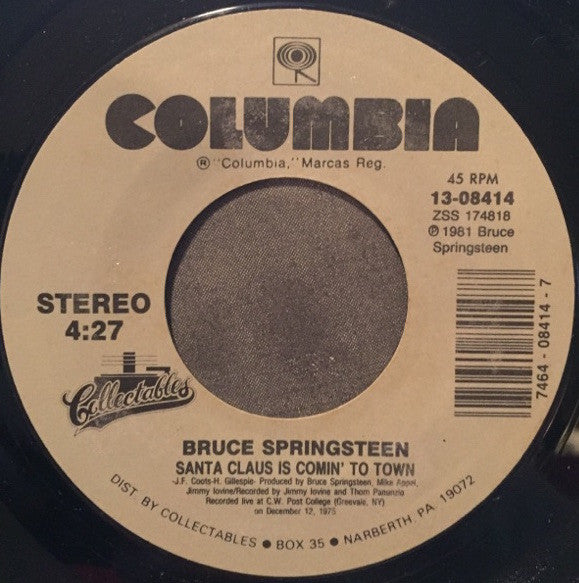 COLUMBIA
® "Columbia," Marcas Reg.
45 RPM
13-08414
ZSS 174818
℗ 1981 Bruce
Springsteen
STEREO
4:27
Collectables
7464-08414-7
BRUCE SPRINGSTEEN
SANTA CLAUS IS COMIN' TO TOWN
-J.F. Coots-H. Gillespie- Produced by Bruce Springsteen, Mike Appel,
Jimmy Iovine/Recorded by Jimmy Iovine and Thom Panunzio
Recorded live at C.W. Post College (Greevale, NY)
on December 12, 1975
DIST. BY COLLECTABLES ● BOX 35 ● NARBERTH, PA. 19072